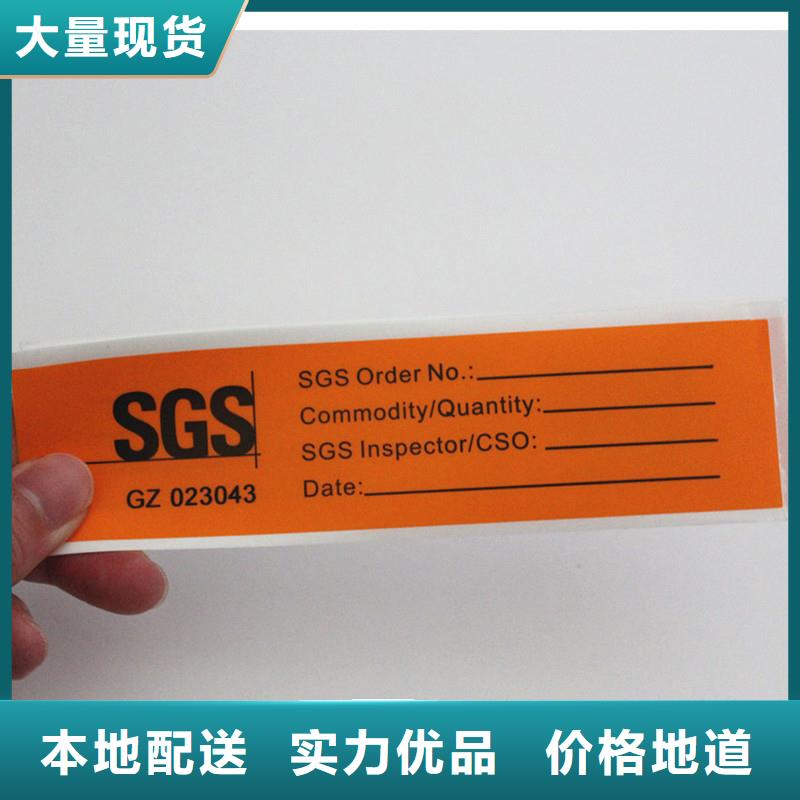 大量现货
SGS
GZ 023043
SGS Order No.:
Commodity/Quantity:
SGS Inspector/CSO:
Date:
本地配送 实力优品 价格地道